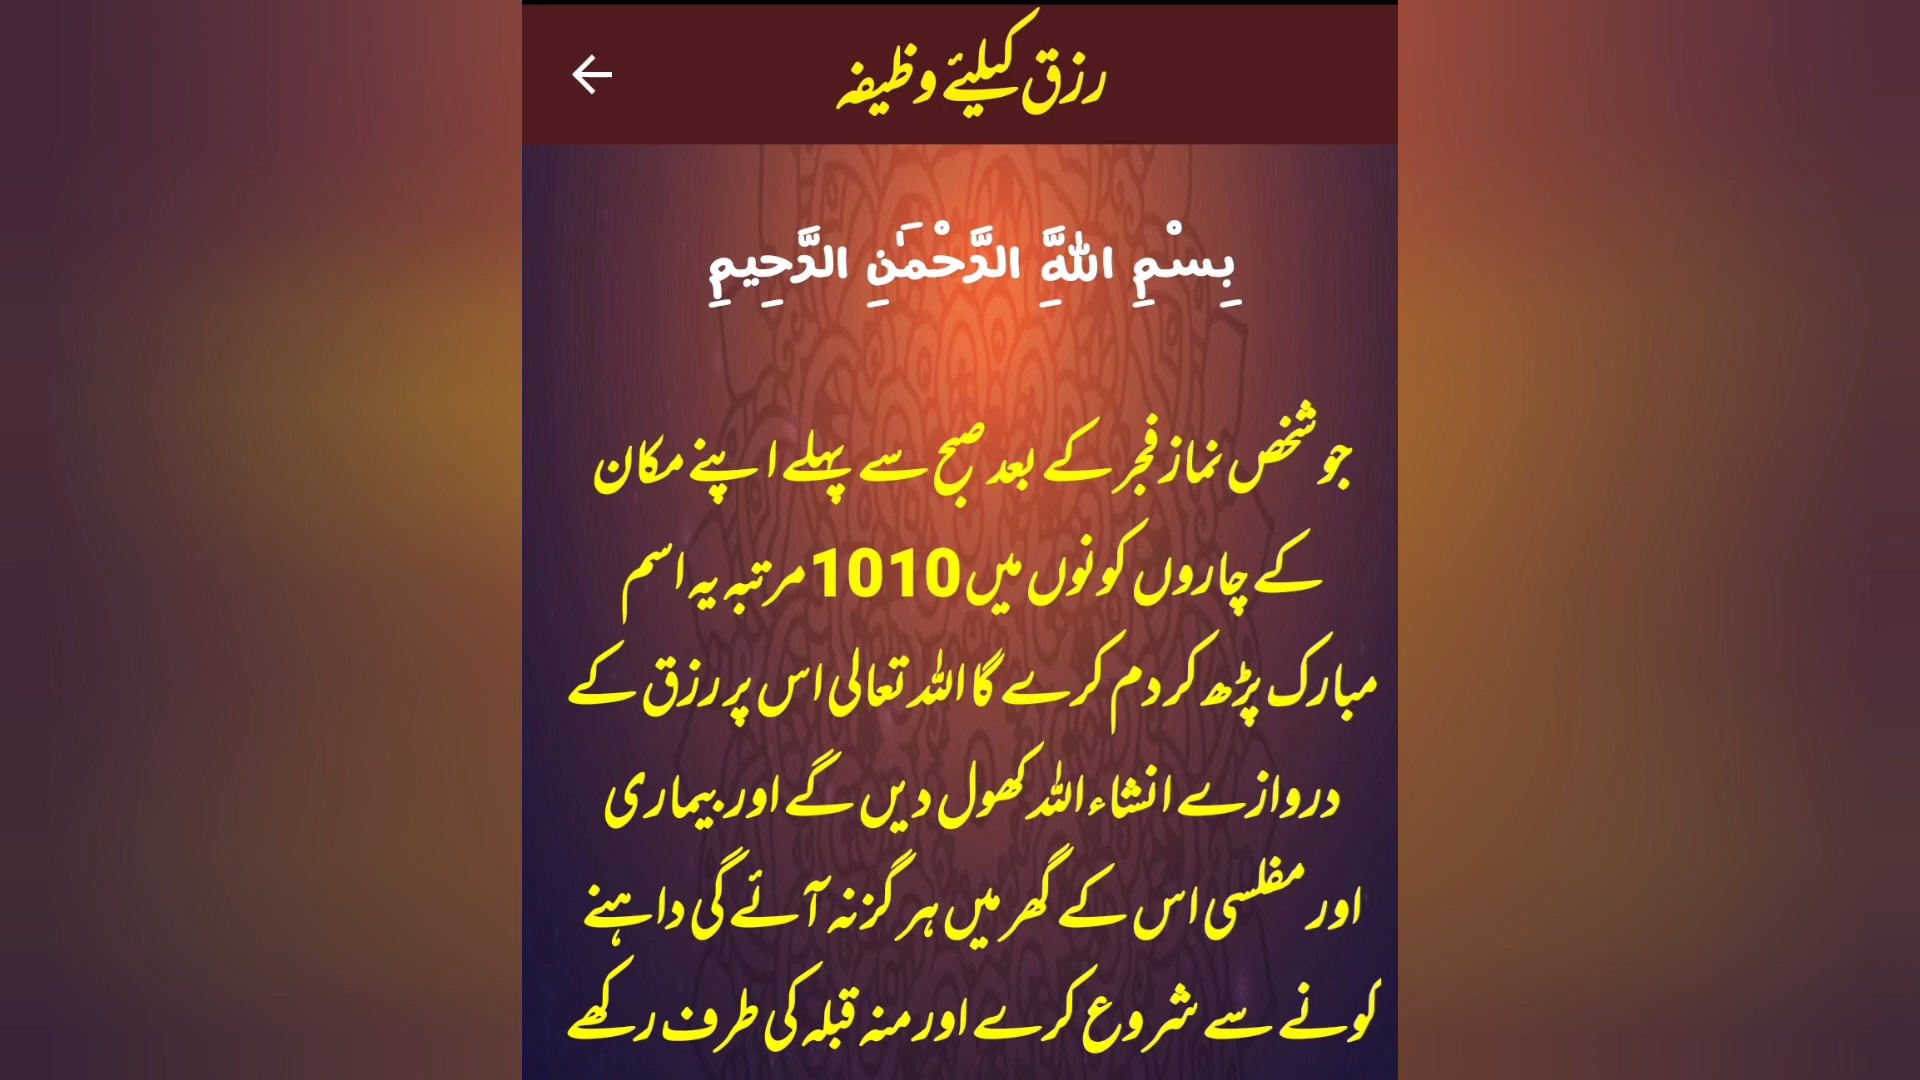 رزق کیلیئے وظیفہ
بِسْمِ اللَّهِ الرَّحْمَٰنِ الرَّحِيمِ
جو شخص نماز فجر کے بعد صبح سے پہلے اپنے مکان
کے چاروں کونوں میں 1010 مرتبہ یہ اسم
مبارک پڑھ کر دم کرے گا اللہ تعالی اس پر رزق کے
دروازے انشاء اللہ کھول دیں گے اور بیماری
اور مفلسی اس کے گھر میں ہر گز نہ آئے گی داہنے
کونے سے شروع کرے اور منہ قبلہ کی طرف رکھے